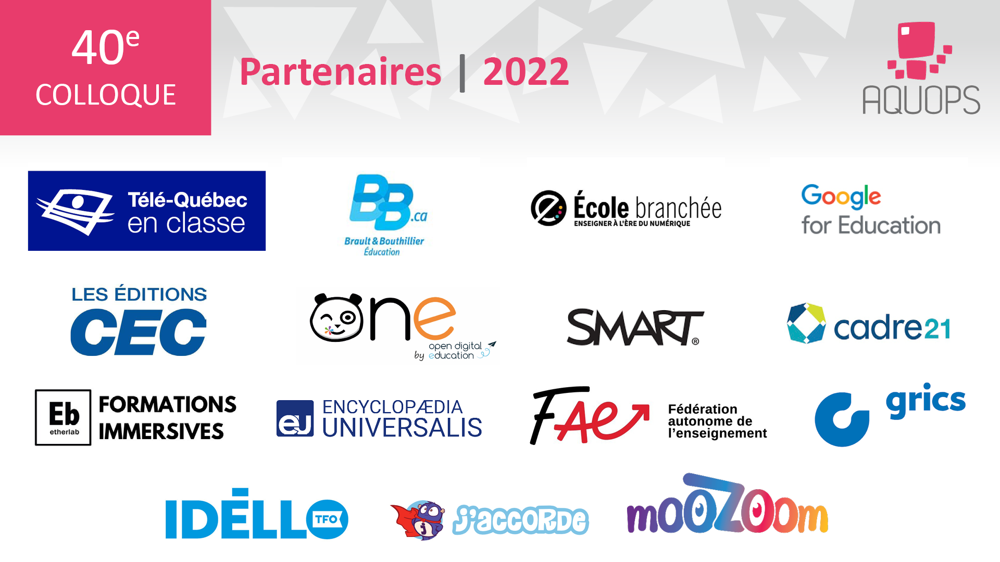 40e
COLLOQUE
Partenaires | 2022
AQUOPS
Télé-Québec
en classe
BB.ca
Brault & Bouthillier
Éducation
e
École branchée
ENSEIGNER À L'ÈRE DU NUMÉRIQUE
Google
for Education
LES ÉDITIONS
CEC
One
open digital
by education
SMART®
cadre21
Eb
etherlab
FORMATIONS
IMMERSIVES
eu
ENCYCLOPÆDIA
UNIVERSALIS
FAE
Fédération
autonome de
l'enseignement
grics
IDÉLLO
TFO
j
j'accorde
mooZoom